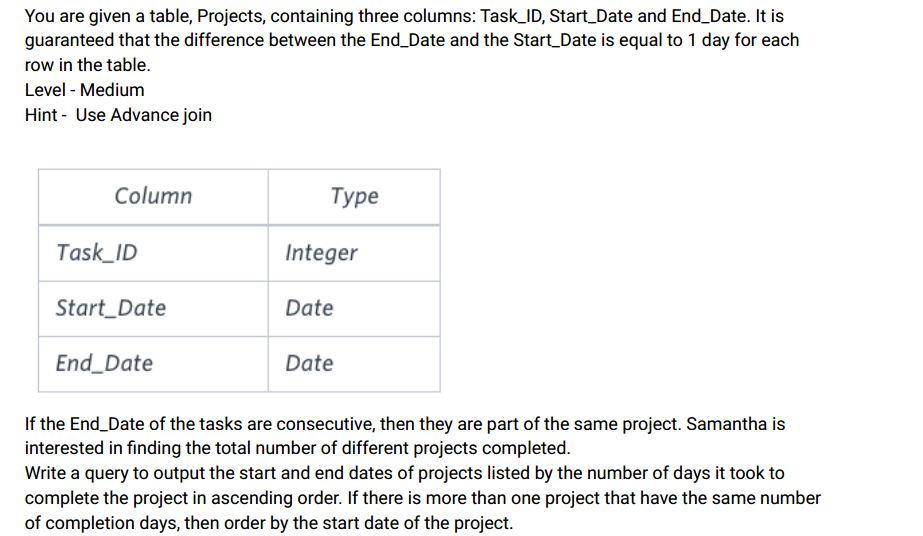 You are given a table, Projects, containing three columns: Task_ID, Start_Date and End_Date. It is
guaranteed that the difference between the End_Date and the Start_Date is equal to 1 day for each
row in the table.
Level - Medium
Hint -  Use Advance join
Column Type
Task_ID Integer
Start_Date Date
End_Date Date
If the End_Date of the tasks are consecutive, then they are part of the same project. Samantha is
interested in finding the total number of different projects completed.
Write a query to output the start and end dates of projects listed by the number of days it took to
complete the project in ascending order. If there is more than one project that have the same number
of completion days, then order by the start date of the project.